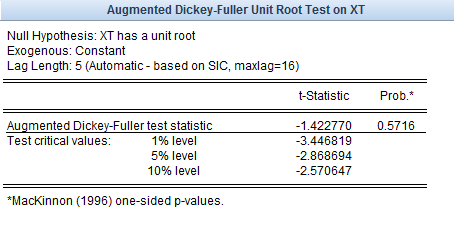 Augmented Dickey-Fuller Unit Root Test on XT
Null Hypothesis: XT has a unit root
Exogenous: Constant
Lag Length: 5 (Automatic - based on SIC, maxlag=16)
t-Statistic Prob.*
Augmented Dickey-Fuller test statistic -1.422770 0.5716
Test critical values: 1% level -3.446819
5% level -2.868694
10% level -2.570647
*MacKinnon (1996) one-sided p-values.